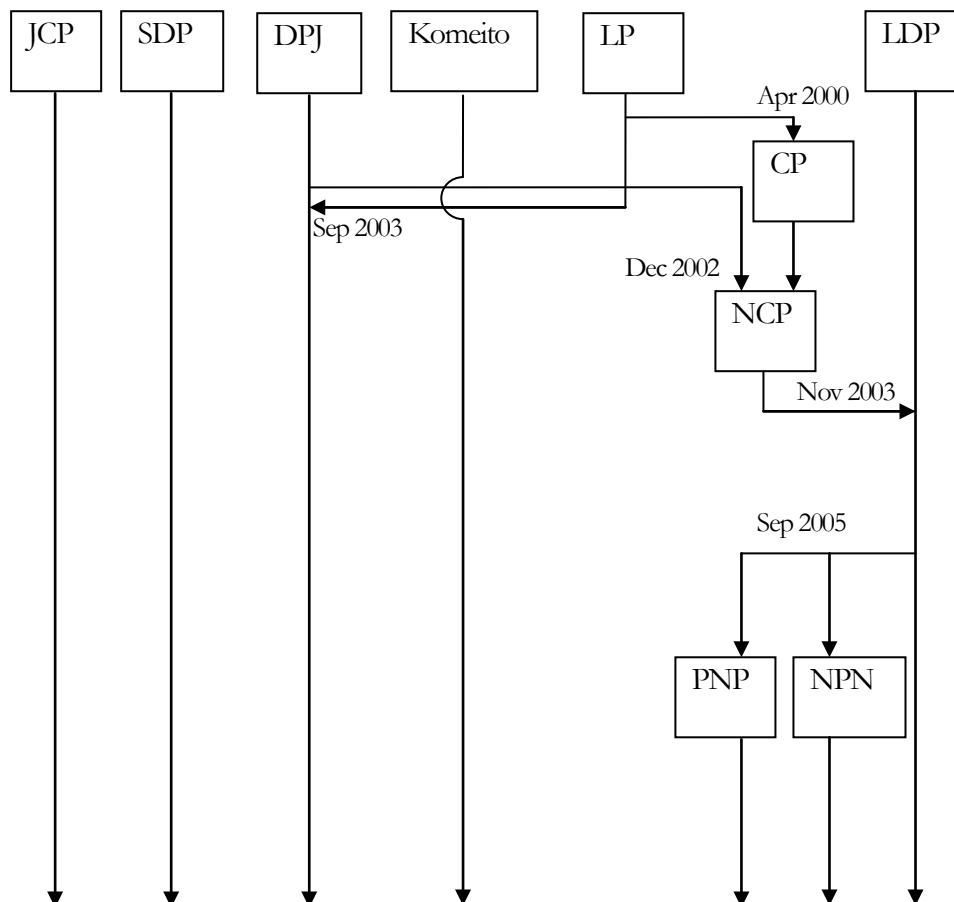 JCP
SDP
DPJ
Komeito
LP
LDP
Apr 2000
CP
Sep 2003
Dec 2002
NCP
Nov 2003
Sep 2005
PNP
NPN